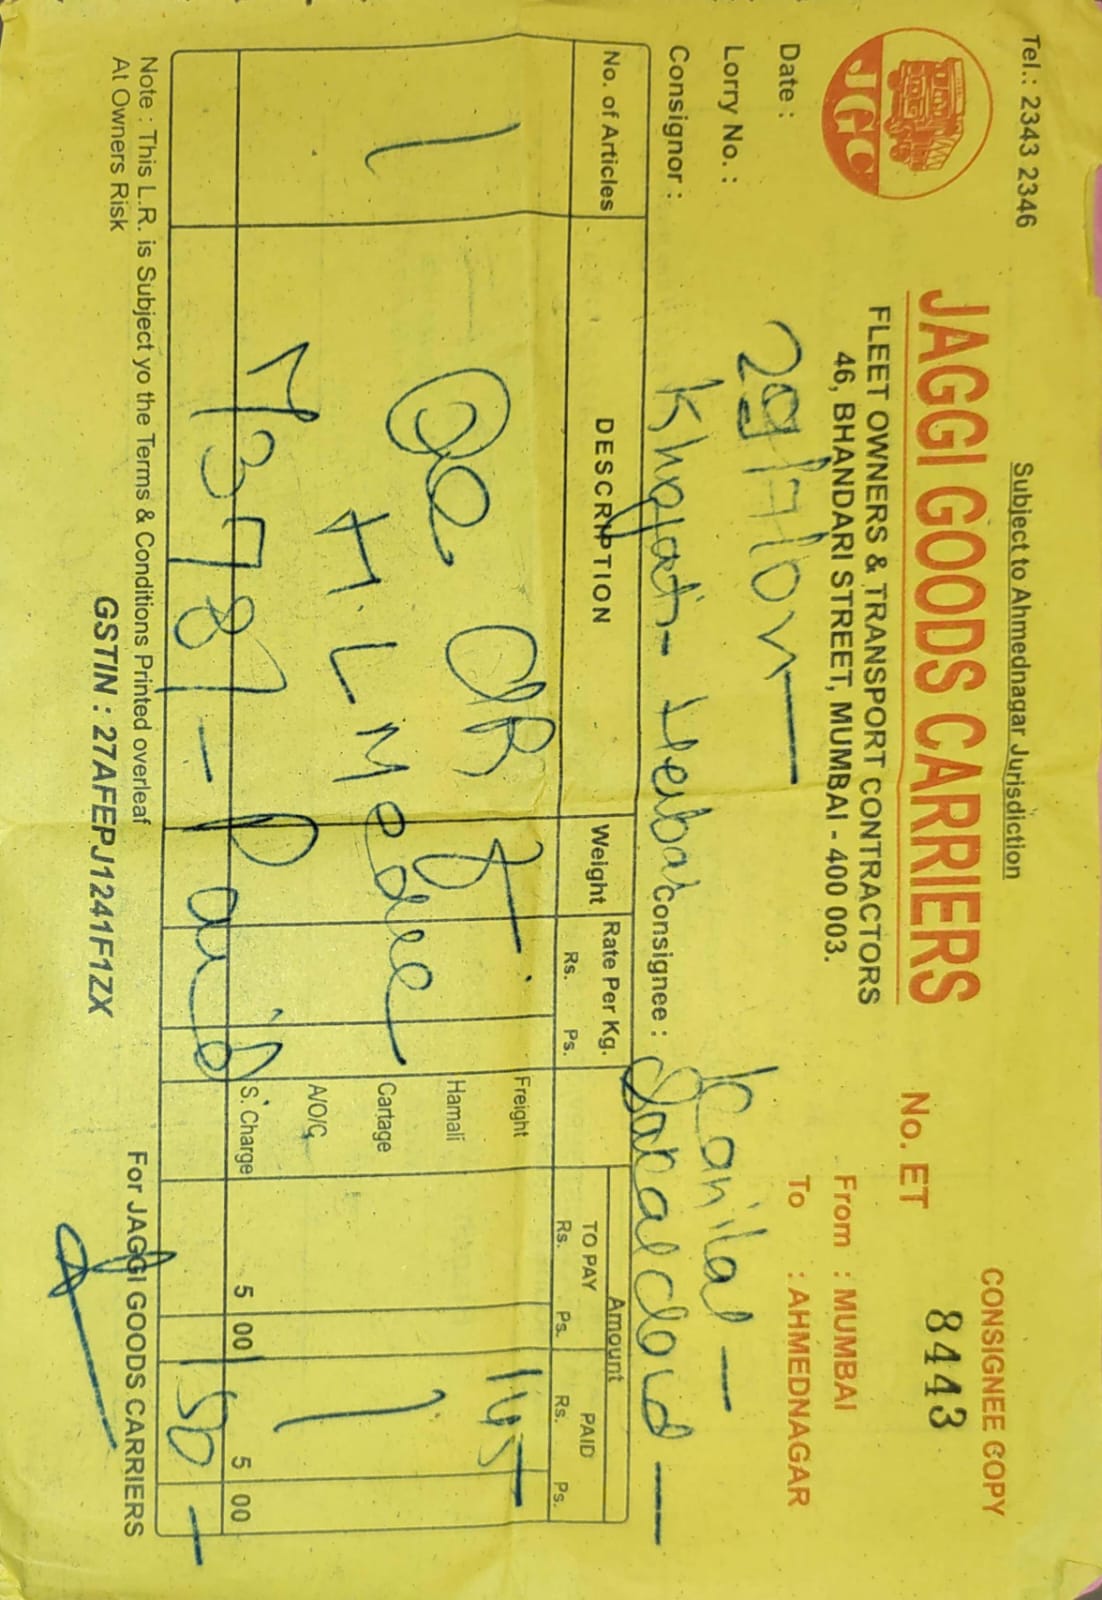 Tel.: 2343 2346
Subject to Ahmednagar Jurisdiction
CONSIGNEE COPY
JGC
JAGGI GOODS CARRIERS
No. ET 8443
FLEET OWNERS & TRANSPORT CONTRACTORS
46, BHANDARI STREET, MUMBAI - 400 003.
From : MUMBAI
To : AHMEDNAGAR
Date :
Lorry No. :
Kanilal -
Consignor : Consignee :
No. of Articles DESCRIPTION Weight Rate Per Kg. Amount
Rs. Ps. TO PAY PAID
Rs. Ps. Rs. Ps.
1 One Freight 145
Hamali
H.L Cartage
A/O/C
S. Charge 5 00 5 00
M 3578/- Paid 150 -
Note : This L.R. is Subject yo the Terms & Conditions Printed overleaf
At Owners Risk
GSTIN : 27AFEPJ1241F1ZX
For JAGGI GOODS CARRIERS